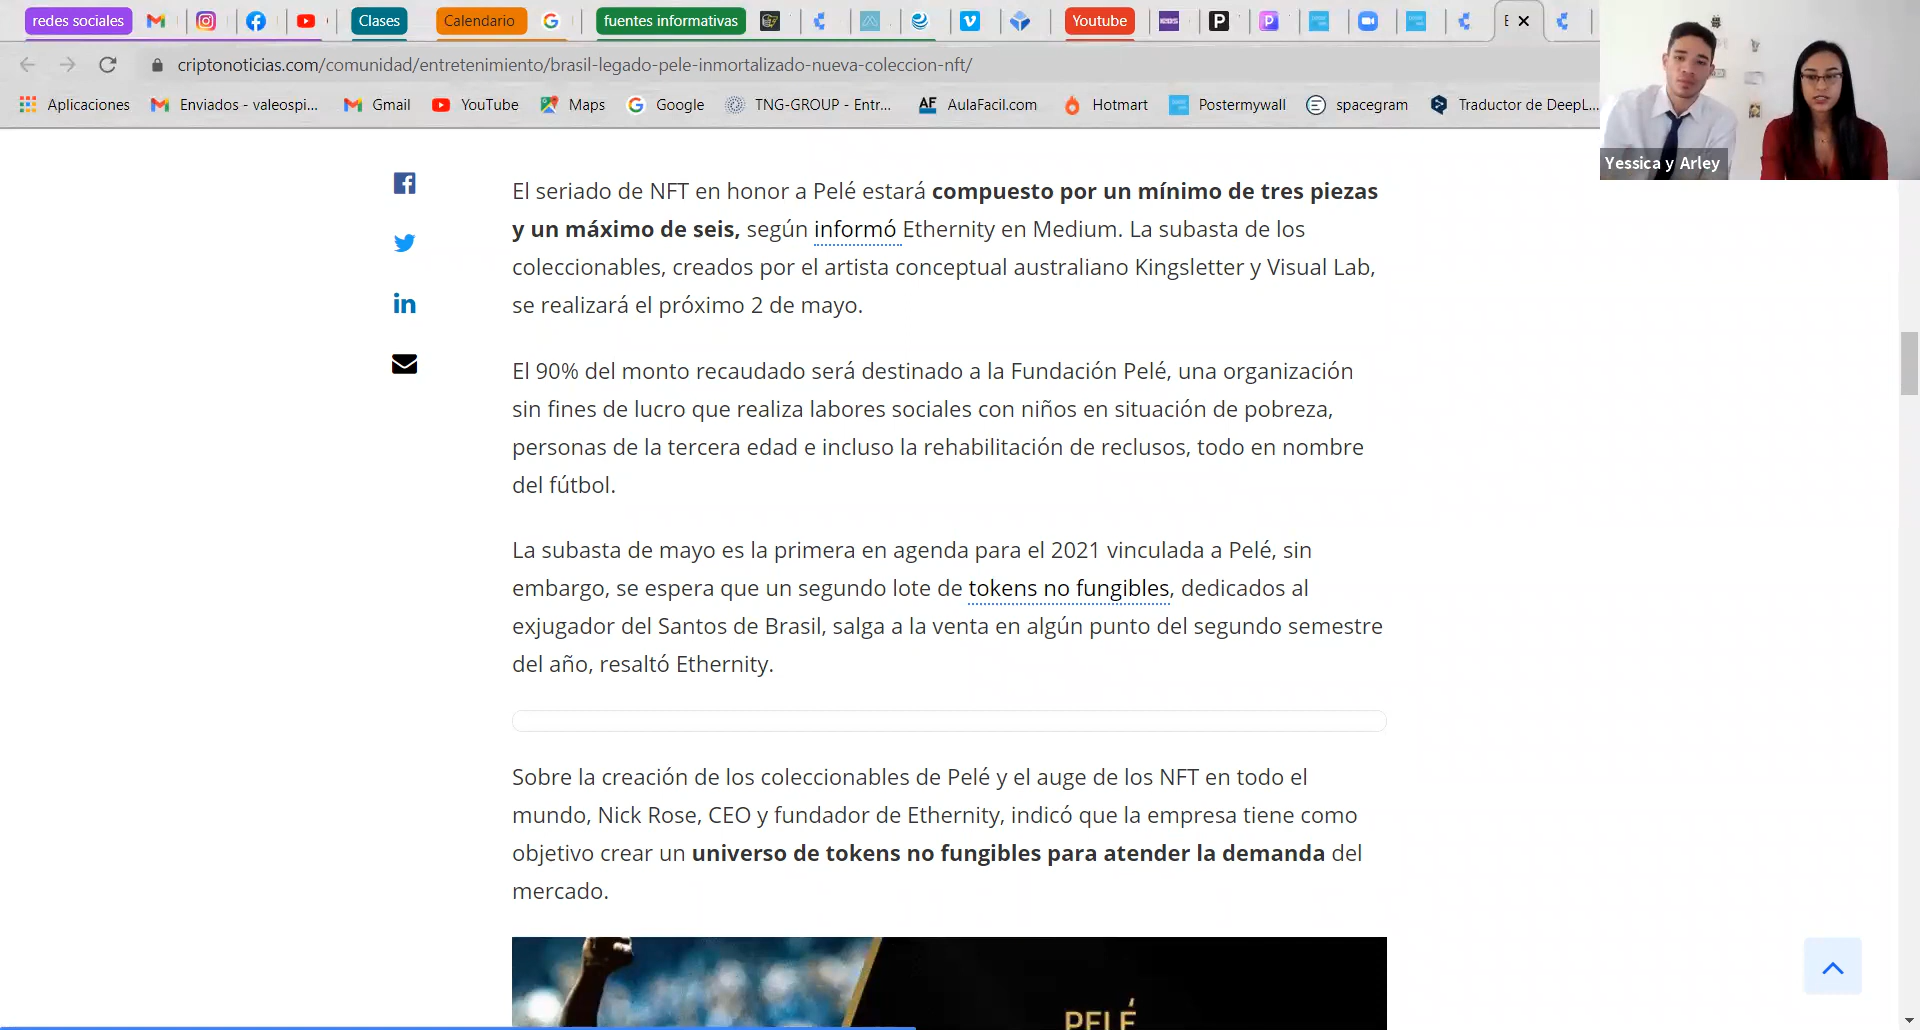 redes sociales
Clases
Calendario
fuentes informativas
Youtube
criptonoticias.com/comunidad/entretenimiento/brasil-legado-pele-inmortalizado-nueva-coleccion-nft/
Aplicaciones
Enviados - valeospi...
Gmail
YouTube
Maps
Google
TNG-GROUP - Entr...
AulaFacil.com
Hotmart
Postermywall
spacegram
Traductor de DeepL...
Yessica y Arley
El seriado de NFT en honor a Pelé estará compuesto por un mínimo de tres piezas
y un máximo de seis, según informó Ethernity en Medium. La subasta de los
coleccionables, creados por el artista conceptual australiano Kingsletter y Visual Lab,
se realizará el próximo 2 de mayo.
El 90% del monto recaudado será destinado a la Fundación Pelé, una organización
sin fines de lucro que realiza labores sociales con niños en situación de pobreza,
personas de la tercera edad e incluso la rehabilitación de reclusos, todo en nombre
del fútbol.
La subasta de mayo es la primera en agenda para el 2021 vinculada a Pelé, sin
embargo, se espera que un segundo lote de tokens no fungibles, dedicados al
exjugador del Santos de Brasil, salga a la venta en algún punto del segundo semestre
del año, resaltó Ethernity.
Sobre la creación de los coleccionables de Pelé y el auge de los NFT en todo el
mundo, Nick Rose, CEO y fundador de Ethernity, indicó que la empresa tiene como
objetivo crear un universo de tokens no fungibles para atender la demanda del
mercado.
PELÉ